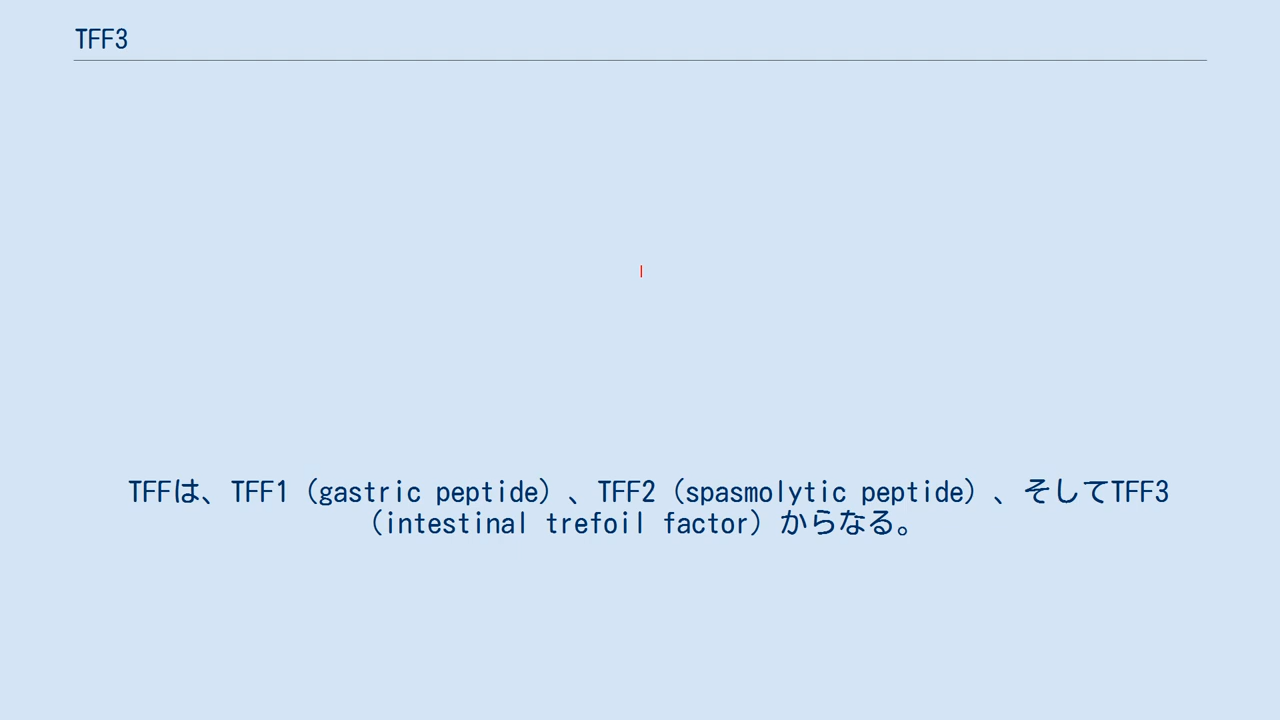 TFF3
TFFは、TFF1（gastric peptide）、TFF2（spasmolytic peptide）、そしてTFF3
（intestinal trefoil factor）からなる。